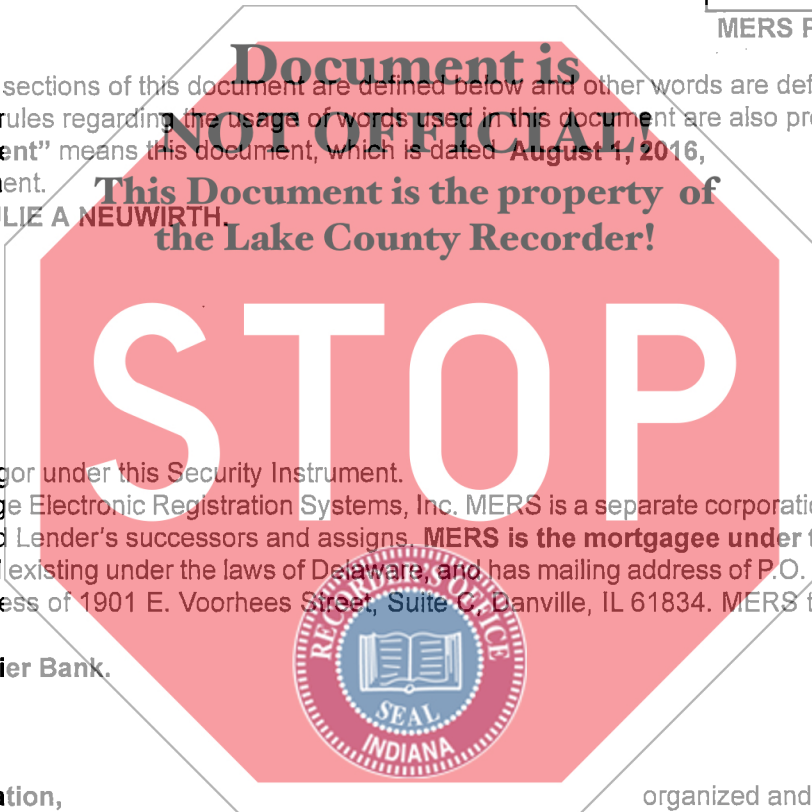 MERS P
Document is
sections of this document are defined below and other words are def
rules regarding the usage of words used in this document are also pr
NOT OFFICIAL!
ent” means this document, which is dated August 1, 2016,
ent.
This Document is the property of
LIE A NEUWIRTH.
the Lake County Recorder!
STOP
gor under this Security Instrument.
ge Electronic Registration Systems, Inc. MERS is a separate corporati
d Lender's successors and assigns. MERS is the mortgagee under t
existing under the laws of Delaware, and has mailing address of P.O.
ess of 1901 E. Voorhees Street, Suite C, Danville, IL 61834. MERS t
RECORDER'S OFFICE
ier Bank.
SEAL
INDIANA
ation,
organized and